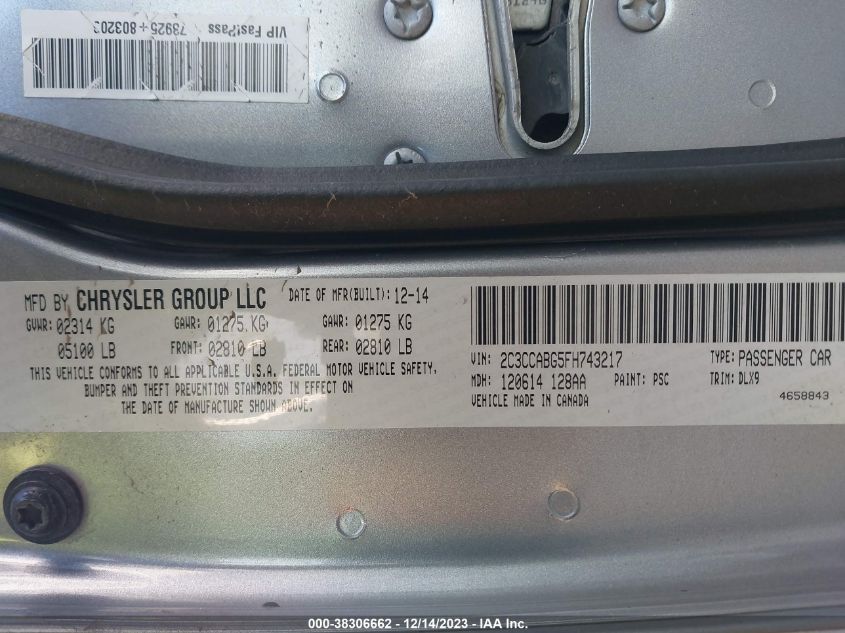 VIP Fast Pass
78925 + 803203
MFD BY CHRYSLER GROUP LLC
DATE OF MFR(BUILT): 12-14
GVWR: 02314 KG GAWR: 01275 KG GAWR: 01275 KG
05100 LB FRONT: 02810 LB REAR: 02810 LB
THIS VEHICLE CONFORMS TO ALL APPLICABLE U.S.A. FEDERAL MOTOR VEHICLE SAFETY,
BUMPER AND THEFT PREVENTION STANDARDS IN EFFECT ON
THE DATE OF MANUFACTURE SHOWN ABOVE.
VIN: 2C3CCABG5FH743217 TYPE: PASSENGER CAR
MDH: 120614 128AA PAINT: PSC TRIM: DLX9
VEHICLE MADE IN CANADA 4658843
000-38306662 - 12/14/2023 - IAA Inc.